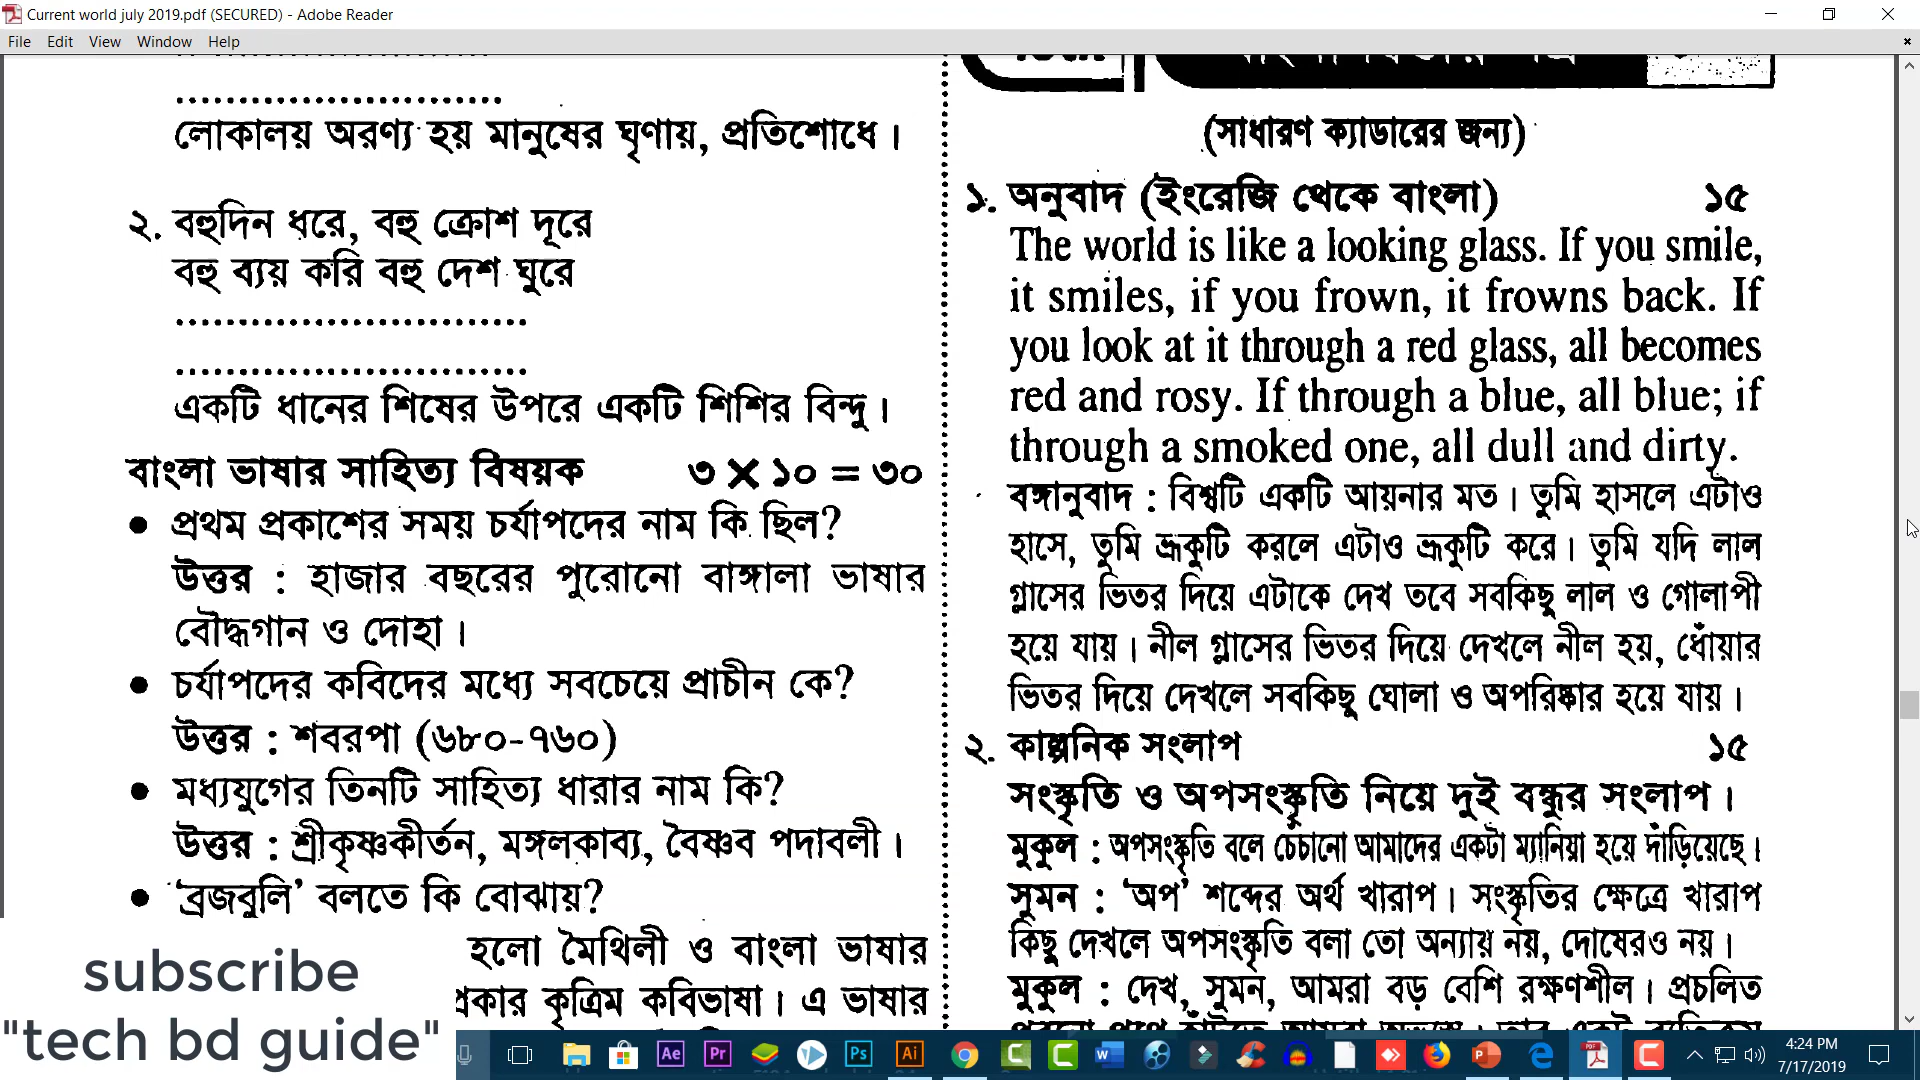 Current world july 2019.pdf (SECURED) - Adobe Reader
File Edit View Window Help
..........................
লোকালয় অরণ্য হয় মানুষের ঘৃণায়, প্রতিশোধে।
২. বহুদিন ধরে, বহু ক্রোশ দূরে
বহু ব্যয় করি বহু দেশ ঘুরে
............................
............................
একটি ধানের শিষের উপরে একটি শিশির বিন্দু।
বাংলা ভাষার সাহিত্য বিষয়ক ৩ × ১০ = ৩০
• প্রথম প্রকাশের সময় চর্যাপদের নাম কি ছিল?
উত্তর : হাজার বছরের পুরোনো বাঙ্গালা ভাষার
বৌদ্ধগান ও দোহা।
• চর্যাপদের কবিদের মধ্যে সবচেয়ে প্রাচীন কে?
উত্তর : শবরপা (৬৮০-৭৬০)
• মধ্যযুগের তিনটি সাহিত্য ধারার নাম কি?
উত্তর : শ্রীকৃষ্ণকীর্তন, মঙ্গলকাব্য, বৈষ্ণব পদাবলী।
• ‘ব্রজবুলি’ বলতে কি বোঝায়?
হলো মৈথিলী ও বাংলা ভাষার
প্রকার কৃত্রিম কবিভাষা। এ ভাষার
(সাধারণ ক্যাডারের জন্য)
১. অনুবাদ (ইংরেজি থেকে বাংলা) ১৫
The world is like a looking glass. If you smile,
it smiles, if you frown, it frowns back. If
you look at it through a red glass, all becomes
red and rosy. If through a blue, all blue; if
through a smoked one, all dull and dirty.
বঙ্গানুবাদ : বিশ্বটি একটি আয়নার মত। তুমি হাসলে এটাও
হাসে, তুমি ভ্রূকুটি করলে এটাও ভ্রূকুটি করে। তুমি যদি লাল
গ্লাসের ভিতর দিয়ে এটাকে দেখ তবে সবকিছু লাল ও গোলাপী
হয়ে যায়। নীল গ্লাসের ভিতর দিয়ে দেখলে নীল হয়, ধোঁয়ার
ভিতর দিয়ে দেখলে সবকিছু ঘোলা ও অপরিষ্কার হয়ে যায়।
২. কাল্পনিক সংলাপ ১৫
সংস্কৃতি ও অপসংস্কৃতি নিয়ে দুই বন্ধুর সংলাপ।
মুকুল : অপসংস্কৃতি বলে চেচানো আমাদের একটা ম্যানিয়া হয়ে দাঁড়িয়েছে।
সুমন : ‘অপ’ শব্দের অর্থ খারাপ। সংস্কৃতির ক্ষেত্রে খারাপ
কিছু দেখলে অপসংস্কৃতি বলা তো অন্যায় নয়, দোষেরও নয়।
মুকুল : দেখ, সুমন, আমরা বড় বেশি রক্ষণশীল। প্রচলিত
subscribe
"tech bd guide"
4:24 PM
7/17/2019